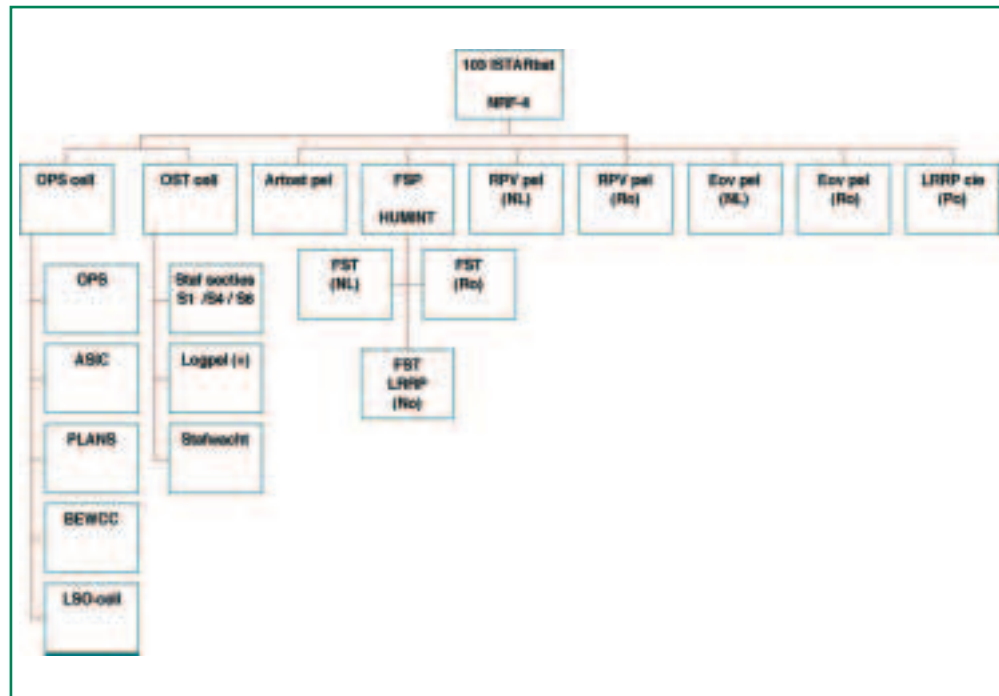 103 ISTARbat
NRF-4
OPS cell
OST cell
pel
FSP
HUMINT
RPV pel
(NL)
RPV pel
(Ro)
Eov pel
(NL)
Eov pel
(Ro)
LRRP cie
(Po)
OPS
ASIC
PLANS
BEWCC
LSO-cell
Staf secties
S1 /S4 / S6
Logpel (+)
Stafwacht
FST
(NL)
FST
(Ro)
FST
LRRP
(No)